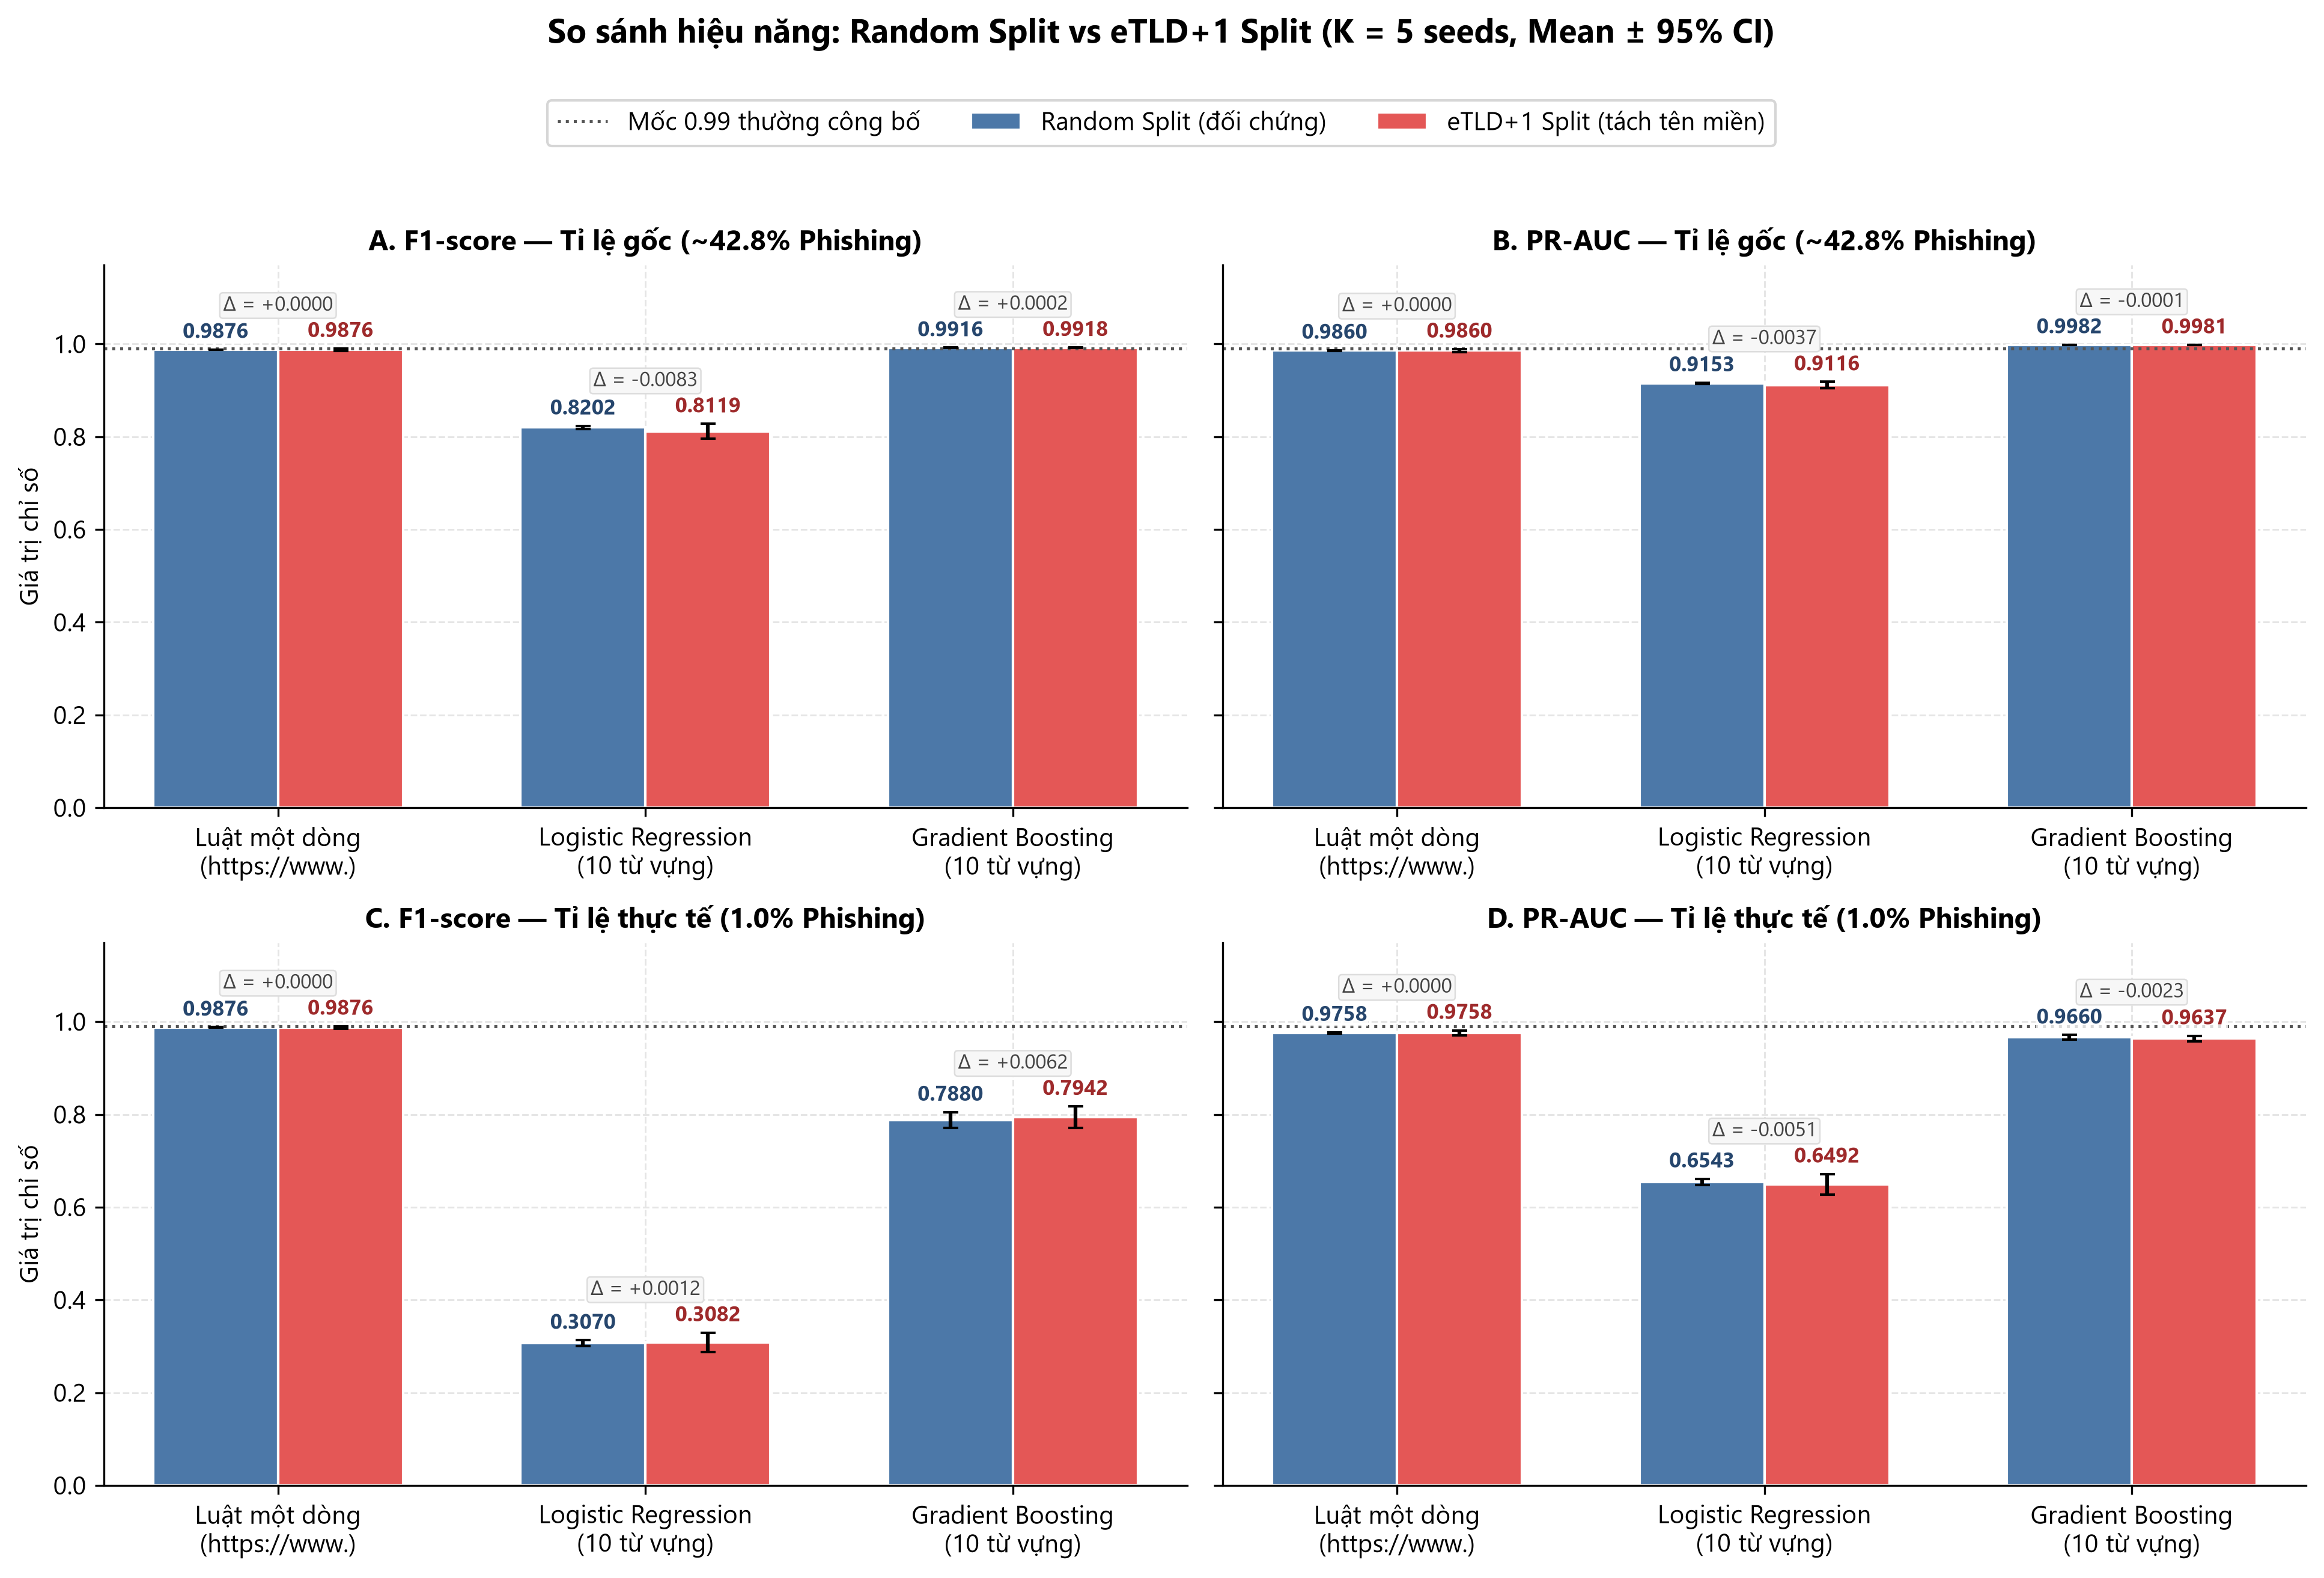 So sánh hiệu năng: Random Split vs eTLD+1 Split (K = 5 seeds, Mean ± 95% CI)
Mốc 0.99 thường công bố
Random Split (đối chứng)
eTLD+1 Split (tách tên miền)
A. F1-score — Tỉ lệ gốc (~42.8% Phishing)
Giá trị chỉ số
1.0
0.8
0.6
0.4
0.2
0.0
Δ = +0.0000
0.9876
0.9876
Δ = -0.0083
0.8202
0.8119
Δ = +0.0002
0.9916
0.9918
Luật một dòng
(https://www.)
Logistic Regression
(10 từ vựng)
Gradient Boosting
(10 từ vựng)
B. PR-AUC — Tỉ lệ gốc (~42.8% Phishing)
Δ = +0.0000
0.9860
0.9860
Δ = -0.0037
0.9153
0.9116
Δ = -0.0001
0.9982
0.9981
Luật một dòng
(https://www.)
Logistic Regression
(10 từ vựng)
Gradient Boosting
(10 từ vựng)
C. F1-score — Tỉ lệ thực tế (1.0% Phishing)
Giá trị chỉ số
1.0
0.8
0.6
0.4
0.2
0.0
Δ = +0.0000
0.9876
0.9876
Δ = +0.0012
0.3070
0.3082
Δ = +0.0062
0.7880
0.7942
Luật một dòng
(https://www.)
Logistic Regression
(10 từ vựng)
Gradient Boosting
(10 từ vựng)
D. PR-AUC — Tỉ lệ thực tế (1.0% Phishing)
Δ = +0.0000
0.9758
0.9758
Δ = -0.0051
0.6543
0.6492
Δ = -0.0023
0.9660
0.9637
Luật một dòng
(https://www.)
Logistic Regression
(10 từ vựng)
Gradient Boosting
(10 từ vựng)